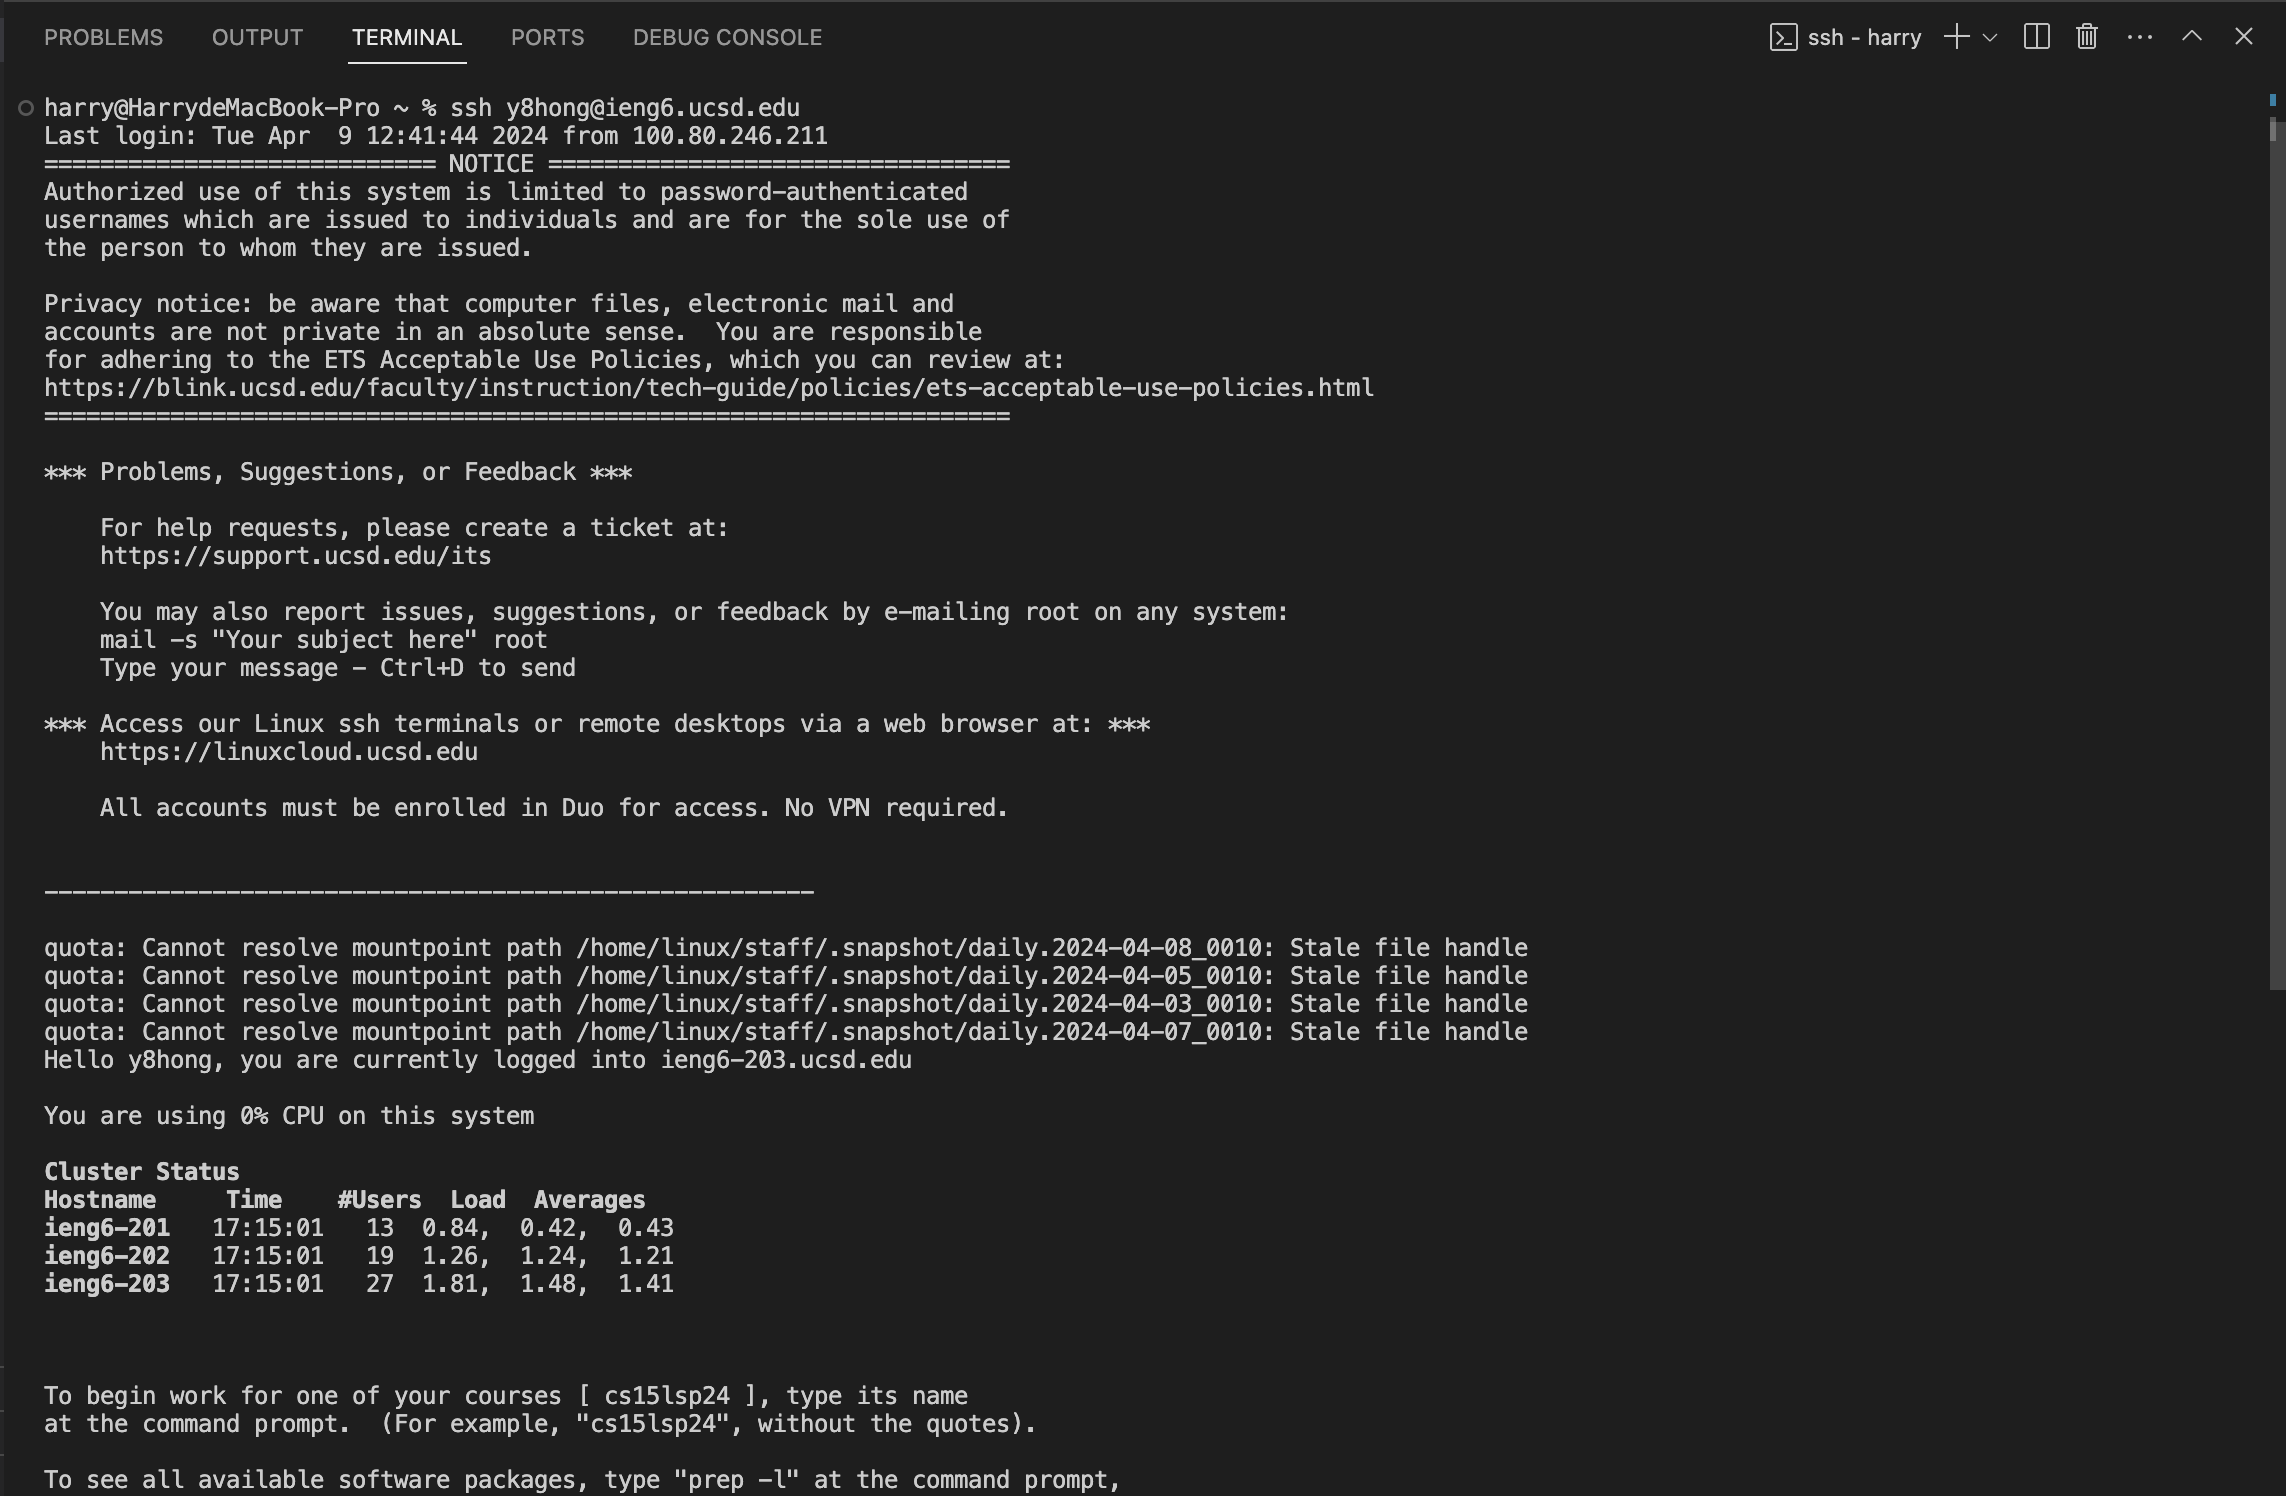 PROBLEMS OUTPUT TERMINAL PORTS DEBUG CONSOLE ssh - harry
harry@HarrydeMacBook-Pro ~ % ssh y8hong@ieng6.ucsd.edu
Last login: Tue Apr  9 12:41:44 2024 from 100.80.246.211
============================ NOTICE =================================
Authorized use of this system is limited to password-authenticated
usernames which are issued to individuals and are for the sole use of
the person to whom they are issued.

Privacy notice: be aware that computer files, electronic mail and
accounts are not private in an absolute sense.  You are responsible
for adhering to the ETS Acceptable Use Policies, which you can review at:
https://blink.ucsd.edu/faculty/instruction/tech-guide/policies/ets-acceptable-use-policies.html
=====================================================================

*** Problems, Suggestions, or Feedback ***

    For help requests, please create a ticket at:
    https://support.ucsd.edu/its

    You may also report issues, suggestions, or feedback by e-mailing root on any system:
    mail -s "Your subject here" root
    Type your message - Ctrl+D to send

*** Access our Linux ssh terminals or remote desktops via a web browser at: ***
    https://linuxcloud.ucsd.edu

    All accounts must be enrolled in Duo for access. No VPN required.

-------------------------------------------------------

quota: Cannot resolve mountpoint path /home/linux/staff/.snapshot/daily.2024-04-08_0010: Stale file handle
quota: Cannot resolve mountpoint path /home/linux/staff/.snapshot/daily.2024-04-05_0010: Stale file handle
quota: Cannot resolve mountpoint path /home/linux/staff/.snapshot/daily.2024-04-03_0010: Stale file handle
quota: Cannot resolve mountpoint path /home/linux/staff/.snapshot/daily.2024-04-07_0010: Stale file handle
Hello y8hong, you are currently logged into ieng6-203.ucsd.edu

You are using 0% CPU on this system

Cluster Status
Hostname     Time    #Users  Load  Averages
ieng6-201   17:15:01   13  0.84,  0.42,  0.43
ieng6-202   17:15:01   19  1.26,  1.24,  1.21
ieng6-203   17:15:01   27  1.81,  1.48,  1.41

To begin work for one of your courses [ cs15lsp24 ], type its name
at the command prompt.  (For example, "cs15lsp24", without the quotes).

To see all available software packages, type "prep -l" at the command prompt,